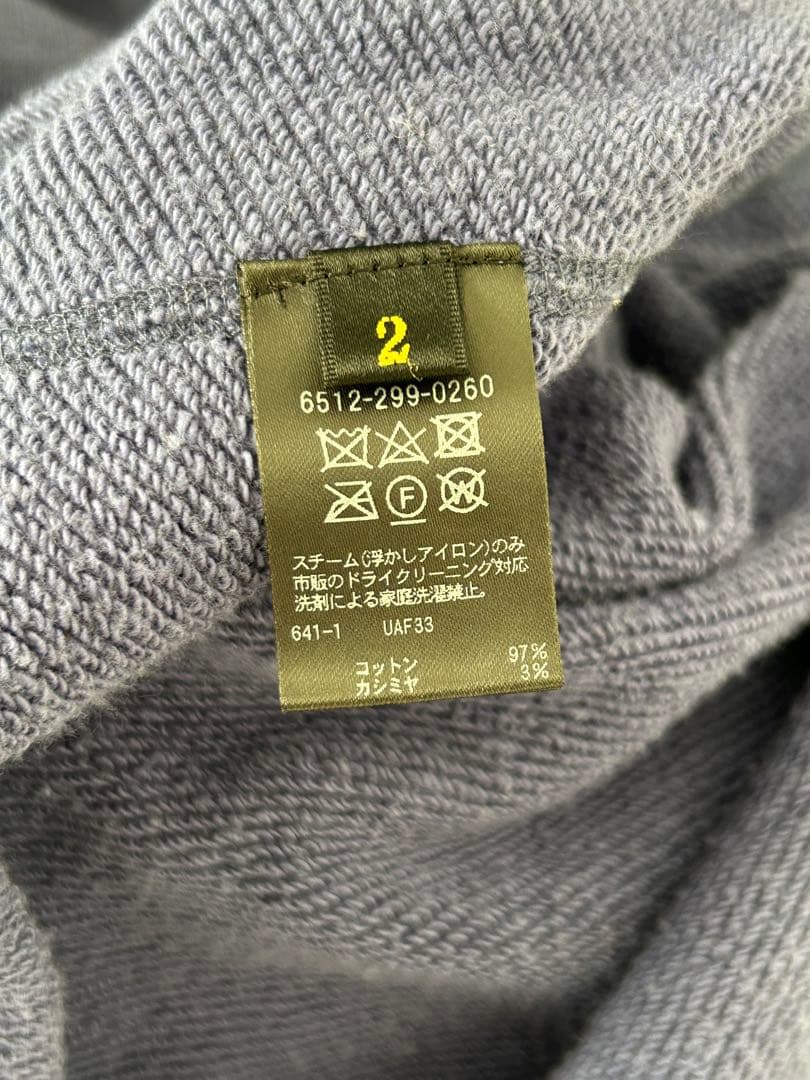 2
6512-299-0260
F W
スチーム(浮かしアイロン)のみ
市販のドライクリーニング対応
洗剤による家庭洗濯禁止。
641-1 UAF33
コットン 97%
カシミヤ 3%